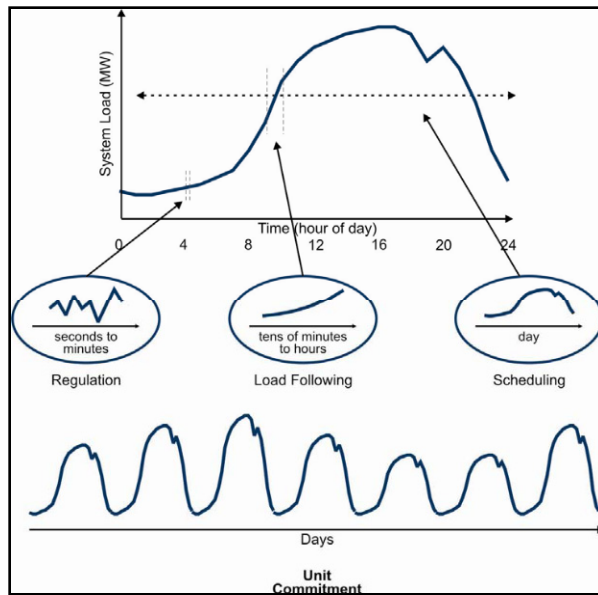 System Load (MW)
Time (hour of day)
0 4 8 12 16 20 24
seconds to
minutes
Regulation
tens of minutes
to hours
Load Following
day
Scheduling
Days
Unit
Commitment